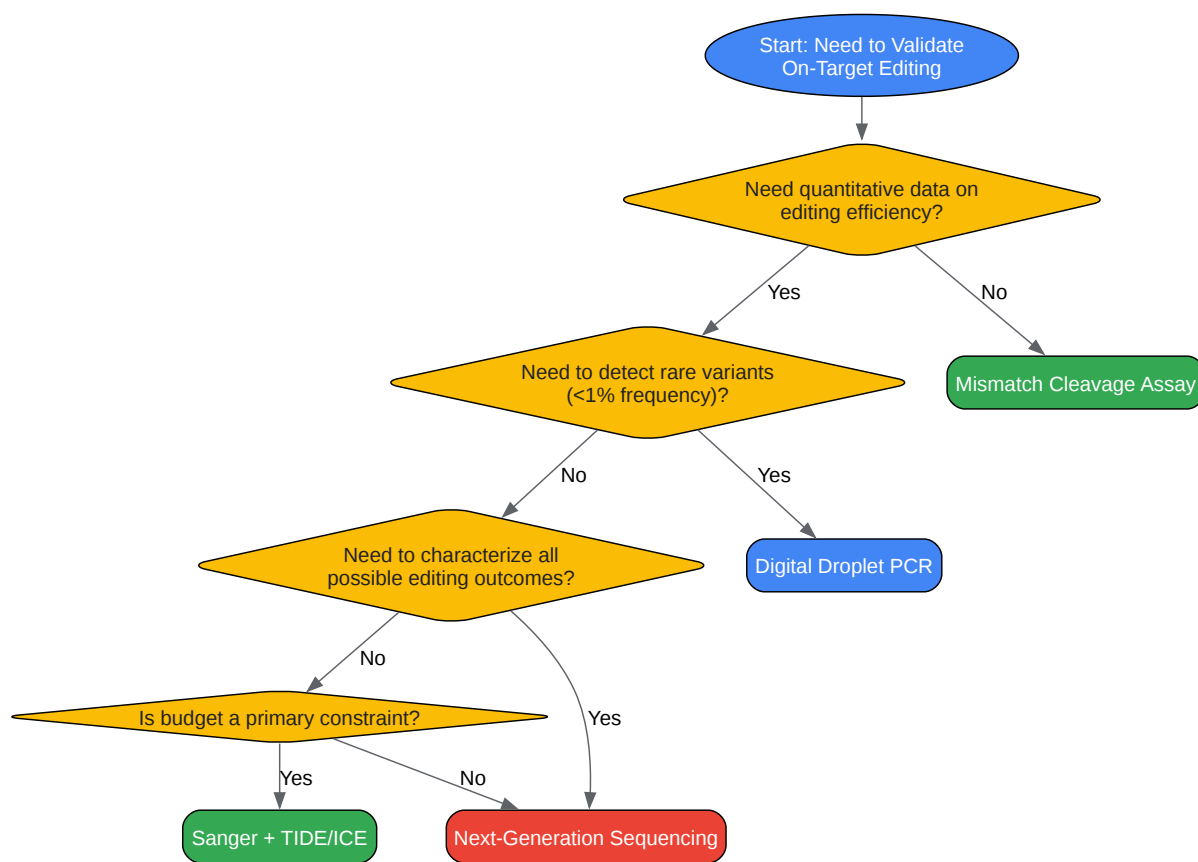 Start: Need to Validate
On-Target Editing
Need quantitative data on
editing efficiency?
Yes
No
Need to detect rare variants
(<1% frequency)?
Mismatch Cleavage Assay
No
Yes
Need to characterize all
possible editing outcomes?
Digital Droplet PCR
No
Yes
Is budget a primary constraint?
Yes
No
Sanger + TIDE/ICE
Next-Generation Sequencing